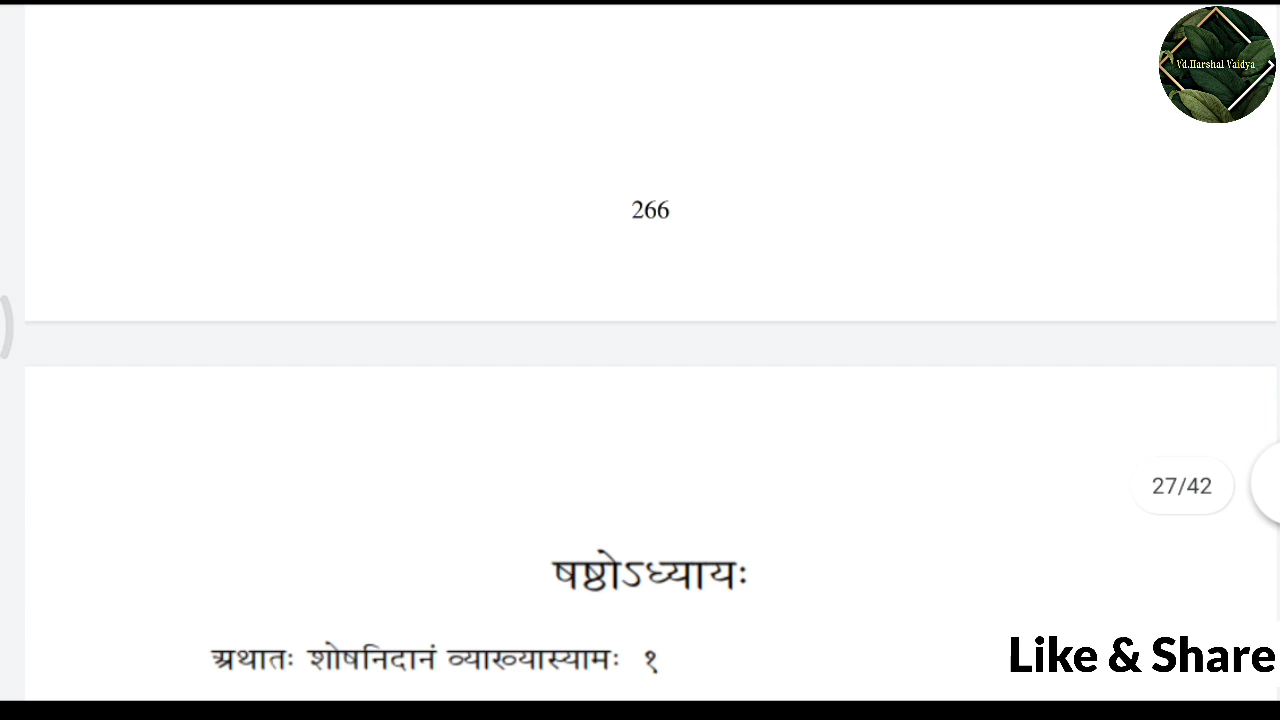 Vd.Harshal Vaidya
266
27/42
षष्ठोऽध्यायः
अथातः शोषनिदानं व्याख्यास्यामः १
Like & Share